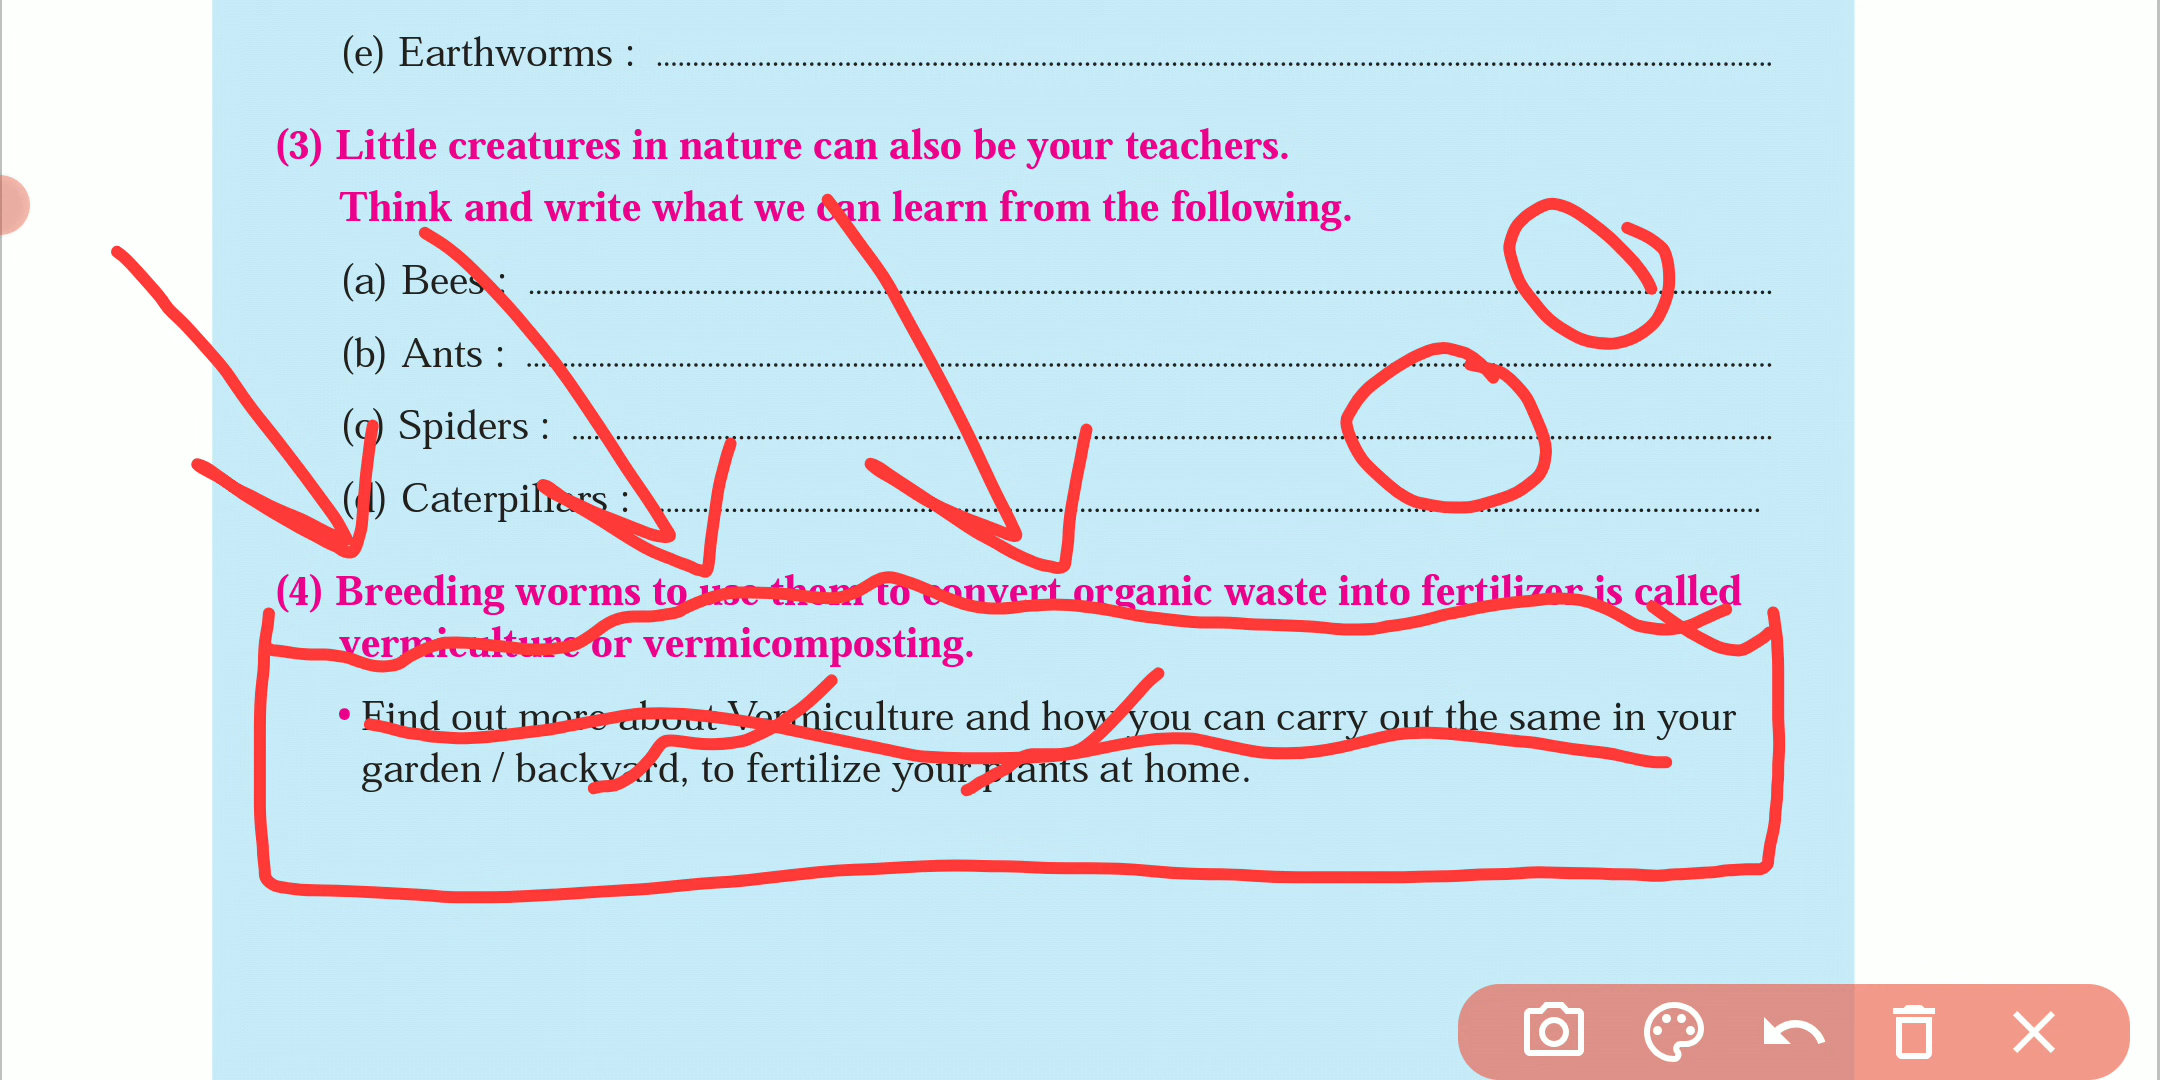 (e) Earthworms : ........................................
(3) Little creatures in nature can also be your teachers.
Think and write what we can learn from the following.
(a) Bees : ........................................
(b) Ants : ........................................
(c) Spiders : ........................................
(d) Caterpillars : ........................................
(4) Breeding worms to use them to convert organic waste into fertilizer is called
vermiculture or vermicomposting.
• Find out more about Vermiculture and how you can carry out the same in your
garden / backyard, to fertilize your plants at home.